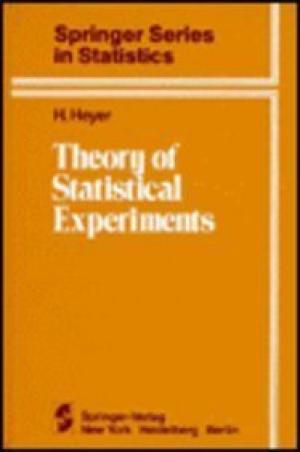 Springer Series
in Statistics
H. Heyer
Theory of
Statistical
Experiments
Springer-Verlag
New York Heidelberg Berlin